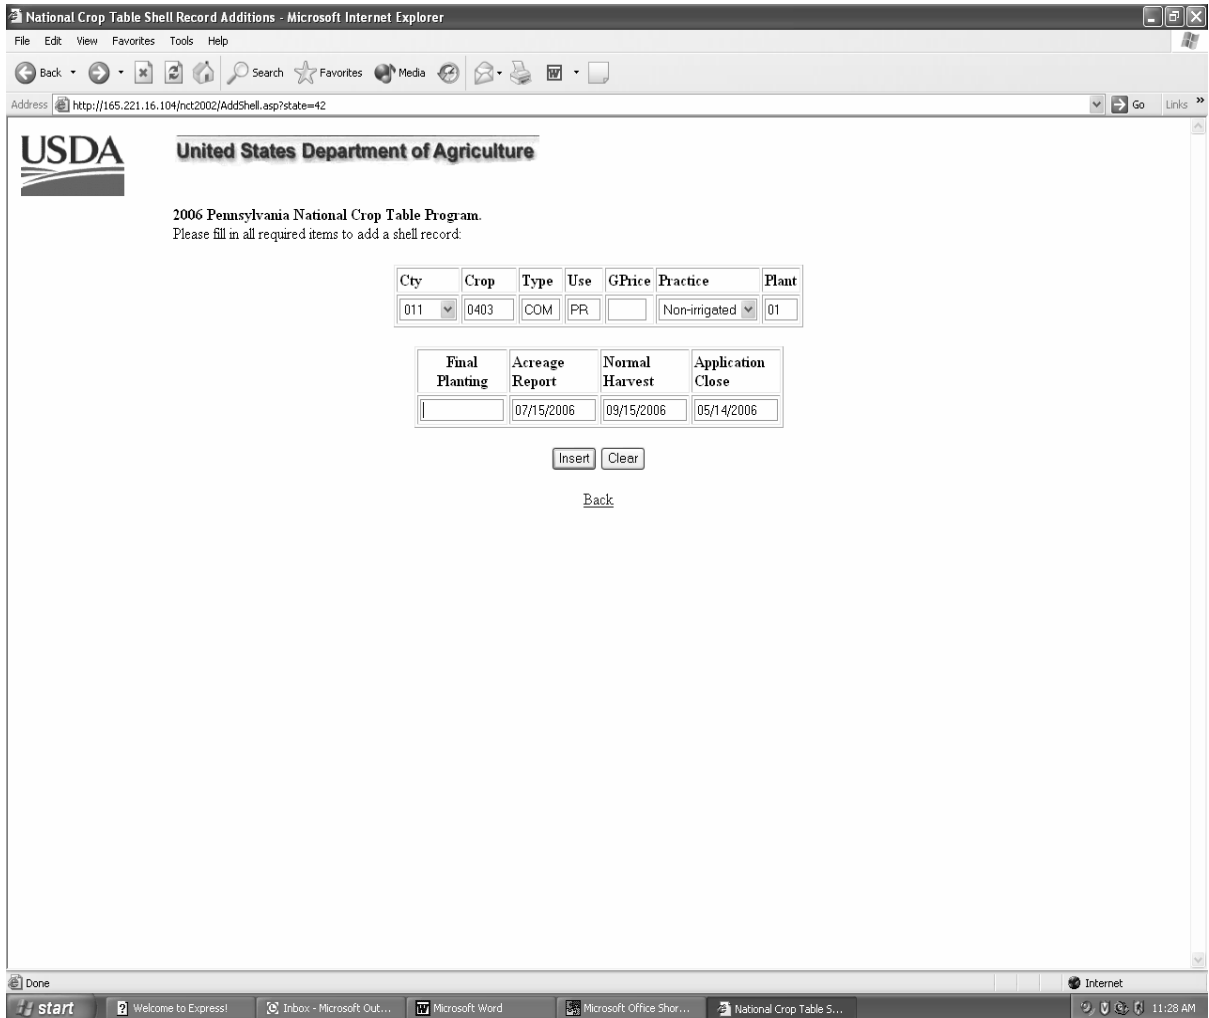 National Crop Table Shell Record Additions - Microsoft Internet Explorer
File Edit View Favorites Tools Help
Back Search Favorites Media
Address http://165.221.16.104/nct2002/AddShell.asp?state=42 Go Links »
USDA United States Department of Agriculture
2006 Pennsylvania National Crop Table Program.
Please fill in all required items to add a shell record:
Cty Crop Type Use GPrice Practice Plant
011 0403 COM PR Non-irrigated 01
Final Planting Acreage Report Normal Harvest Application Close
07/15/2006 09/15/2006 05/14/2006
Insert Clear
Back
Done Internet
start Welcome to Express! Inbox - Microsoft Out... Microsoft Word Microsoft Office Shor... National Crop Table S... 11:28 AM